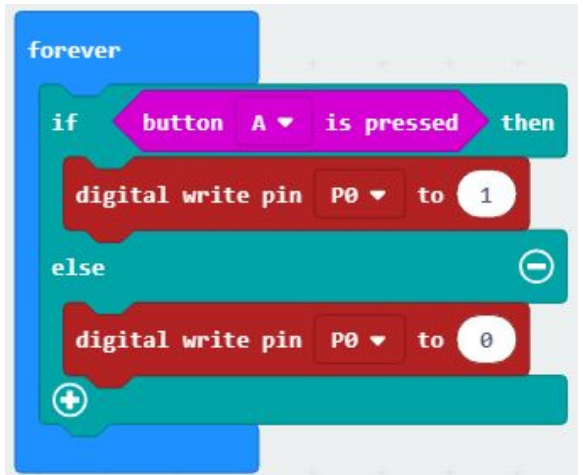 forever
if button A is pressed then
digital write pin P0 to 1
else
digital write pin P0 to 0